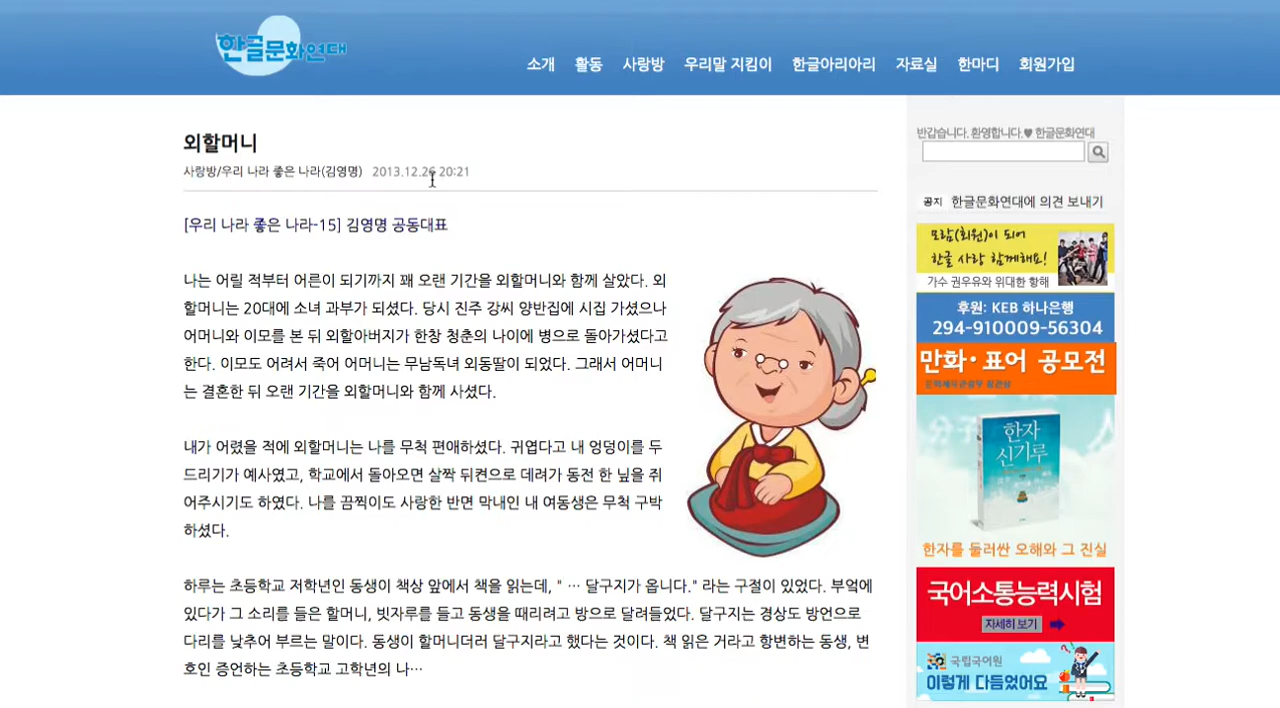 한글문화연대
소개 활동 사랑방 우리말 지킴이 한글아리아리 자료실 한마디 회원가입
외할머니
사랑방/우리 나라 좋은 나라(김영명) 2013.12.26 20:21
[우리 나라 좋은 나라-15] 김영명 공동대표
나는 어릴 적부터 어른이 되기까지 꽤 오랜 기간을 외할머니와 함께 살았다. 외
할머니는 20대에 소녀 과부가 되셨다. 당시 진주 강씨 양반집에 시집 가셨으나
어머니와 이모를 본 뒤 외할아버지가 한창 청춘의 나이에 병으로 돌아가셨다고
한다. 이모도 어려서 죽어 어머니는 무남독녀 외동딸이 되었다. 그래서 어머니
는 결혼한 뒤 오랜 기간을 외할머니와 함께 사셨다.
내가 어렸을 적에 외할머니는 나를 무척 편애하셨다. 귀엽다고 내 엉덩이를 두
드리기가 예사였고, 학교에서 돌아오면 살짝 뒤켠으로 데려가 동전 한 닢을 쥐
어주시기도 하였다. 나를 끔찍이도 사랑한 반면 막내인 내 여동생은 무척 구박
하셨다.
하루는 초등학교 저학년인 동생이 책상 앞에서 책을 읽는데, " … 달구지가 옵니다." 라는 구절이 있었다. 부엌에
있다가 그 소리를 들은 할머니, 빗자루를 들고 동생을 때리려고 방으로 달려들었다. 달구지는 경상도 방언으로
다리를 낮추어 부르는 말이다. 동생이 할머니더러 달구지라고 했다는 것이다. 책 읽은 거라고 항변하는 동생, 변
호인 증언하는 초등학교 고학년의 나…
반갑습니다. 환영합니다.♥ 한글문화연대
공지 한글문화연대에 의견 보내기
모람(회원)이 되어
한글 사랑 함께해요!
가수 권우유와 위대한 항해
후원: KEB 하나은행
294-910009-56304
만화·표어 공모전
한자
신기루
한자를 둘러싼 오해와 그 진실
국어소통능력시험
자세히 보기
국립국어원
이렇게 다듬었어요